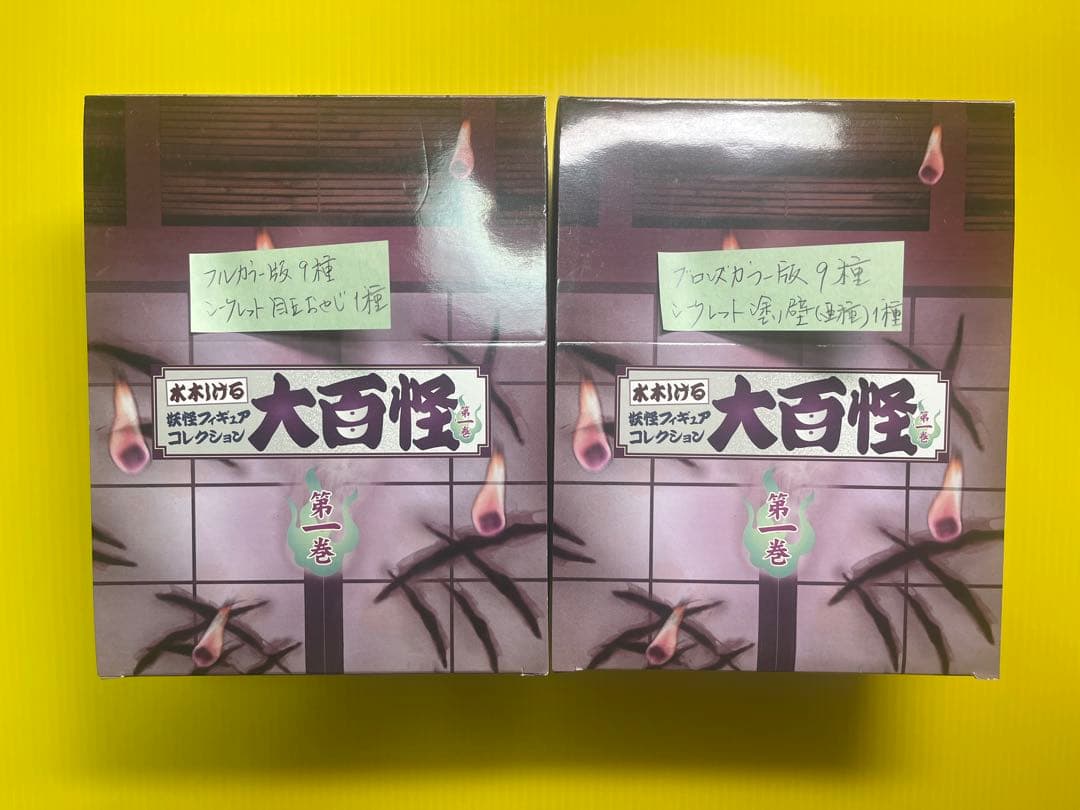 フルカラー版 9種
シークレット 目玉おやじ 1種
水木しげる
妖怪フィギュア
コレクション
大百怪
第一巻
第一巻
ブロンズカラー版 9種
シークレット 塗り壁(亜種) 1種
水木しげる
妖怪フィギュア
コレクション
大百怪
第一巻
第一巻